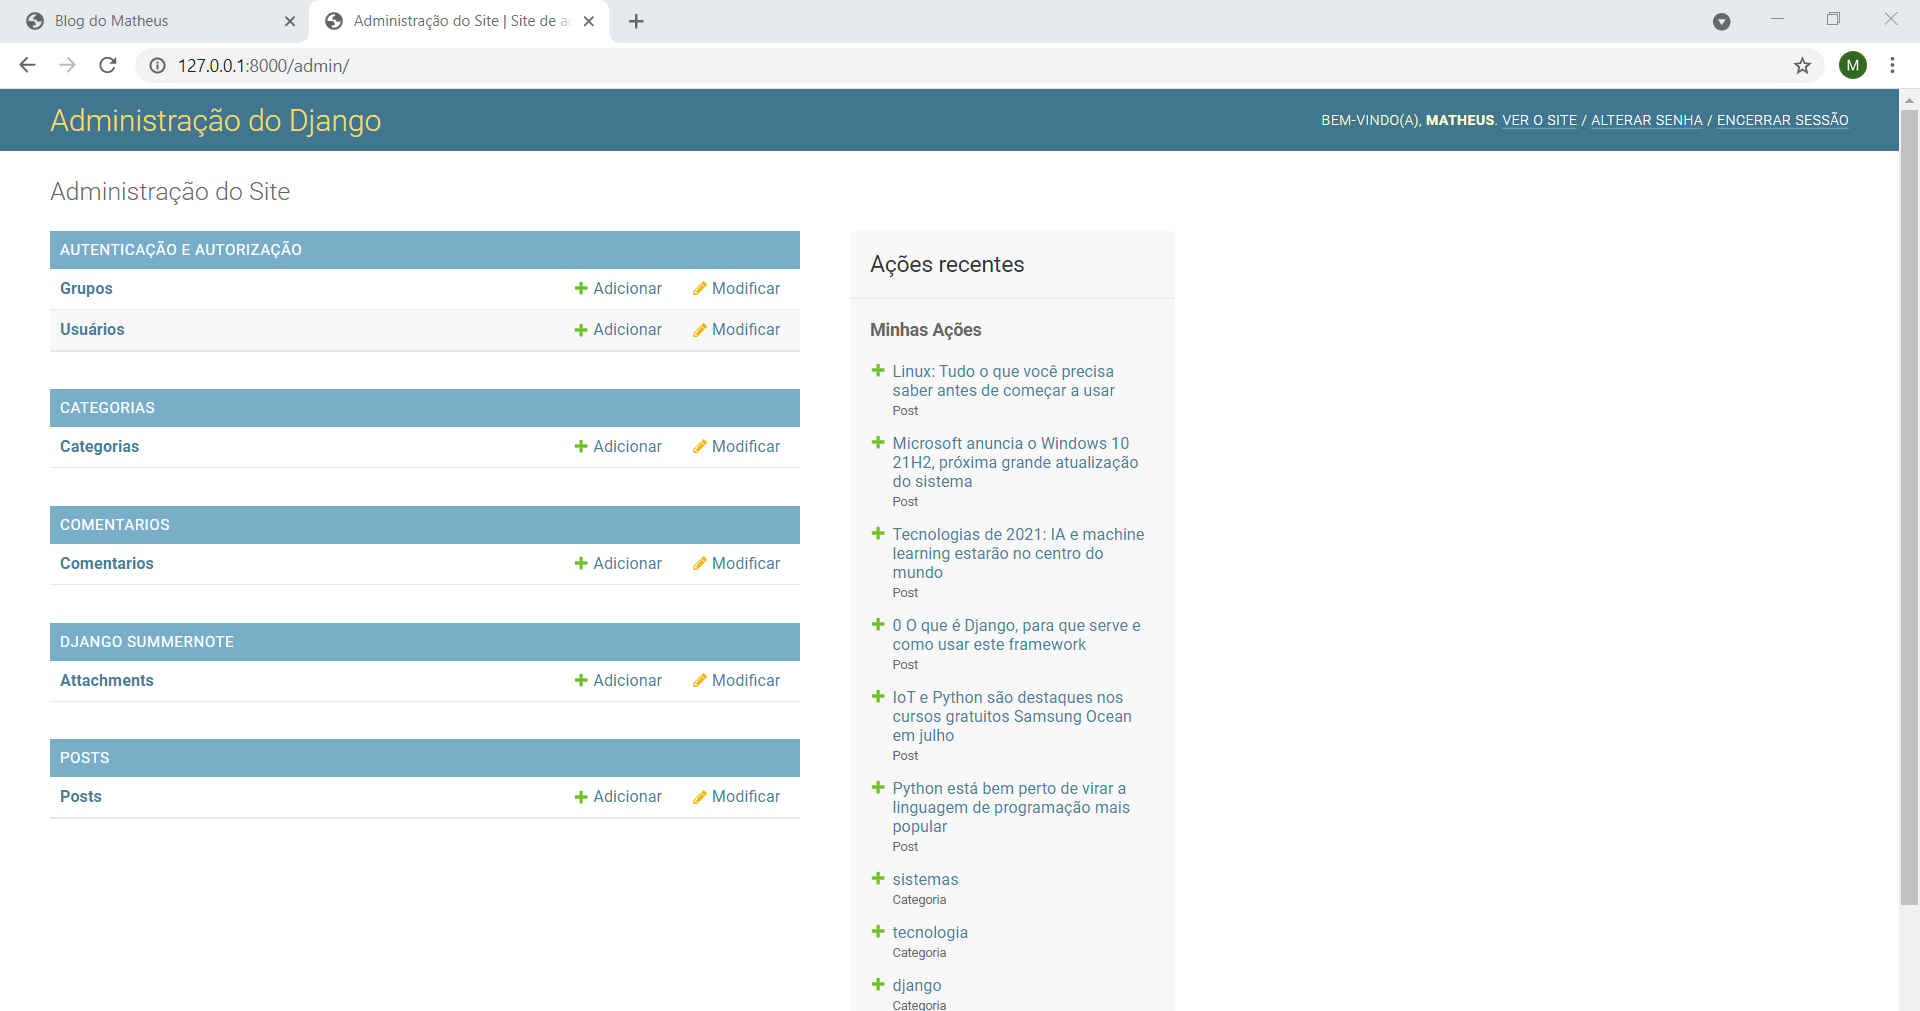 Blog do Matheus
Administração do Site | Site de ac
127.0.0.1:8000/admin/
M
Administração do Django
BEM-VINDO(A), MATHEUS. VER O SITE / ALTERAR SENHA / ENCERRAR SESSÃO
Administração do Site
AUTENTICAÇÃO E AUTORIZAÇÃO
Grupos Adicionar Modificar
Usuários Adicionar Modificar
CATEGORIAS
Categorias Adicionar Modificar
COMENTARIOS
Comentarios Adicionar Modificar
DJANGO SUMMERNOTE
Attachments Adicionar Modificar
POSTS
Posts Adicionar Modificar
Ações recentes
Minhas Ações
Linux: Tudo o que você precisa
saber antes de começar a usar
Post
Microsoft anuncia o Windows 10
21H2, próxima grande atualização
do sistema
Post
Tecnologias de 2021: IA e machine
learning estarão no centro do
mundo
Post
0 O que é Django, para que serve e
como usar este framework
Post
IoT e Python são destaques nos
cursos gratuitos Samsung Ocean
em julho
Post
Python está bem perto de virar a
linguagem de programação mais
popular
Post
sistemas
Categoria
tecnologia
Categoria
django
Categoria